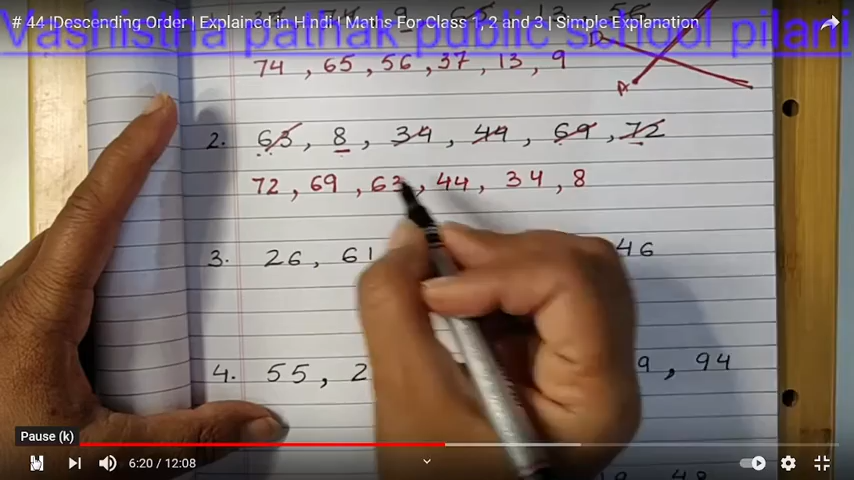 # 44 |Descending Order | Explained in Hindi | Maths For Class 1, 2 and 3 | Simple Explanation
Vashistha pathak public school pilani
74 , 65 , 56 , 37 , 13 , 9
A
2. 63 , 8 , 34 , 44 , 69 , 72
72 , 69 , 63 , 44 , 34 , 8
3. 26 , 61 46
4. 55 , 2 9 , 94
Pause (k)
6:20 / 12:08